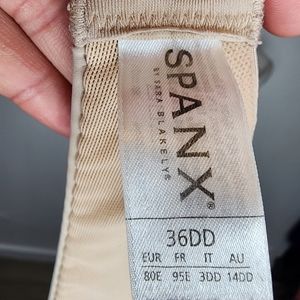 SPANX®
BY SARA BLAKELY®
36DD
EUR FR IT AU
80E 95E 3DD 14DD